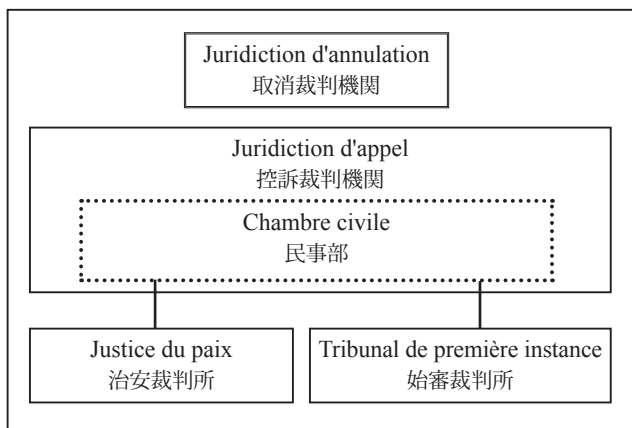 Juridiction d'annulation
取消裁判機関
Juridiction d'appel
控訴裁判機関
Chambre civile
民事部
Justice du paix
治安裁判所
Tribunal de première instance
始審裁判所